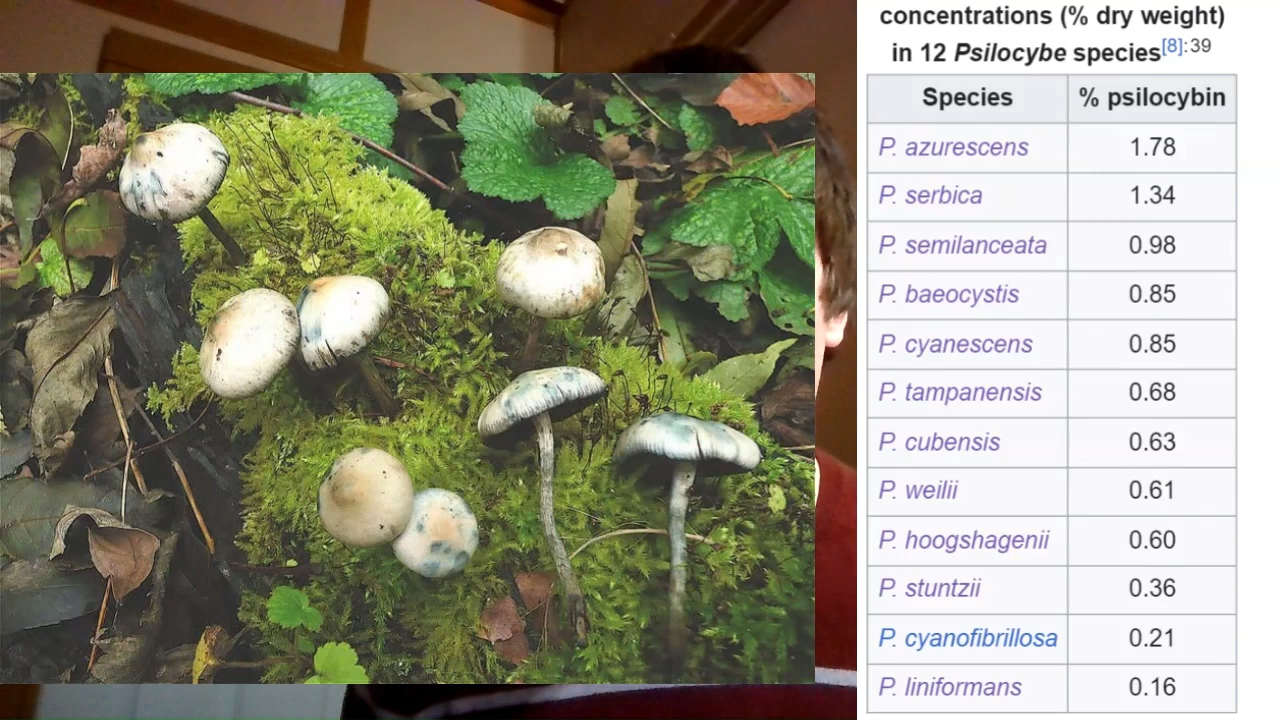 concentrations (% dry weight)
in 12 Psilocybe species[8]:39
Species % psilocybin
P. azurescens 1.78
P. serbica 1.34
P. semilanceata 0.98
P. baeocystis 0.85
P. cyanescens 0.85
P. tampanensis 0.68
P. cubensis 0.63
P. weilii 0.61
P. hoogshagenii 0.60
P. stuntzii 0.36
P. cyanofibrillosa 0.21
P. liniformans 0.16